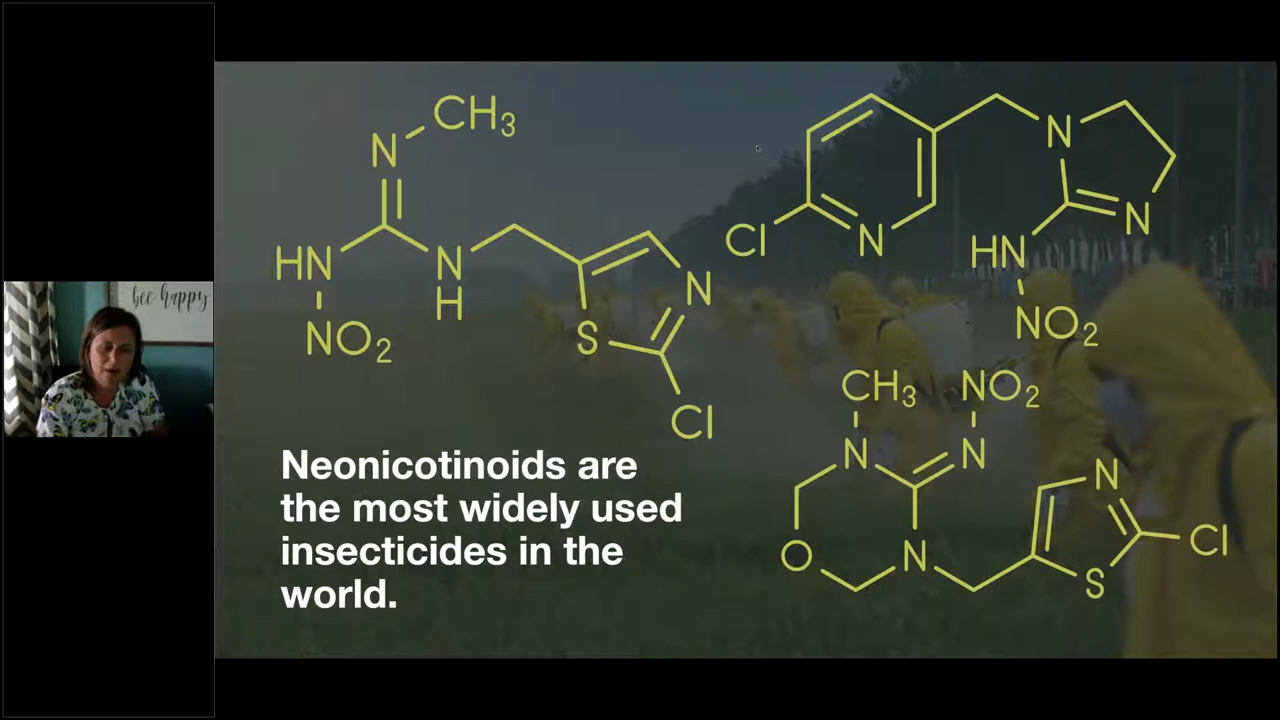 bee happy
CH3
N
HN
N
H
NO2
S
N
Cl
N
N
Cl
N
HN
NO2
CH3
NO2
N
N
O
N
N
S
Cl
Neonicotinoids are
the most widely used
insecticides in the
world.